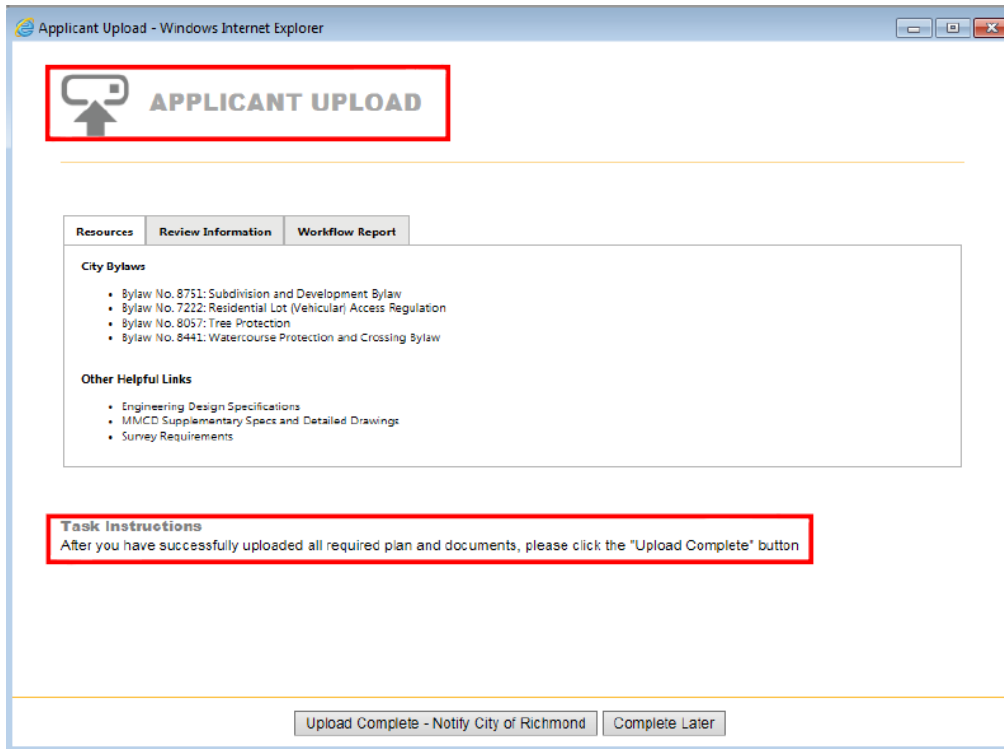 Applicant Upload - Windows Internet Explorer
APPLICANT UPLOAD
Resources Review Information Workflow Report
City Bylaws
• Bylaw No. 8751: Subdivision and Development Bylaw
• Bylaw No. 7222: Residential Lot (Vehicular) Access Regulation
• Bylaw No. 8057: Tree Protection
• Bylaw No. 8441: Watercourse Protection and Crossing Bylaw
Other Helpful Links
• Engineering Design Specifications
• MMCD Supplementary Specs and Detailed Drawings
• Survey Requirements
Task Instructions
After you have successfully uploaded all required plan and documents, please click the "Upload Complete" button
Upload Complete - Notify City of Richmond Complete Later